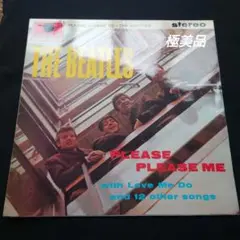 stereo
極美品
THE BEATLES
PLEASE
PLEASE ME
with Love Me Do
and 12 other songs